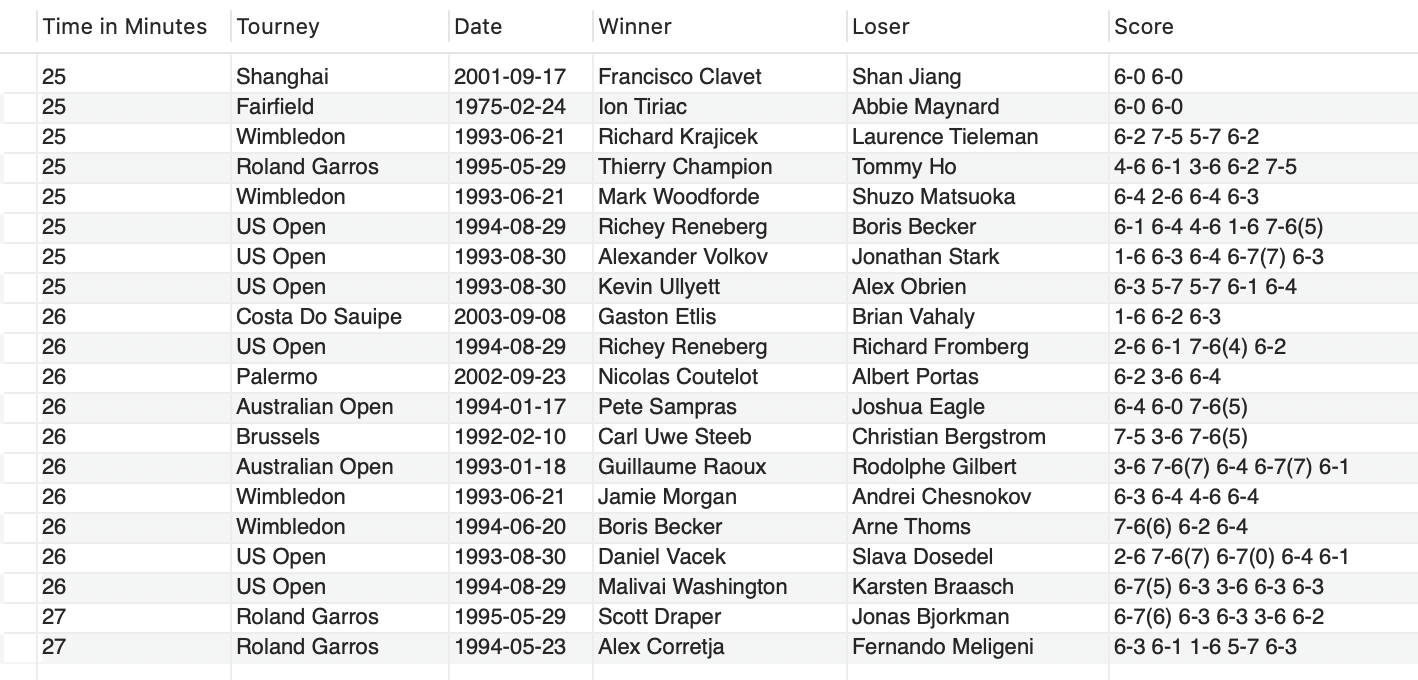 Time in Minutes Tourney Date Winner Loser Score
25 Shanghai 2001-09-17 Francisco Clavet Shan Jiang 6-0 6-0
25 Fairfield 1975-02-24 Ion Tiriac Abbie Maynard 6-0 6-0
25 Wimbledon 1993-06-21 Richard Krajicek Laurence Tieleman 6-2 7-5 5-7 6-2
25 Roland Garros 1995-05-29 Thierry Champion Tommy Ho 4-6 6-1 3-6 6-2 7-5
25 Wimbledon 1993-06-21 Mark Woodforde Shuzo Matsuoka 6-4 2-6 6-4 6-3
25 US Open 1994-08-29 Richey Reneberg Boris Becker 6-1 6-4 4-6 1-6 7-6(5)
25 US Open 1993-08-30 Alexander Volkov Jonathan Stark 1-6 6-3 6-4 6-7(7) 6-3
25 US Open 1993-08-30 Kevin Ullyett Alex Obrien 6-3 5-7 5-7 6-1 6-4
26 Costa Do Sauipe 2003-09-08 Gaston Etlis Brian Vahaly 1-6 6-2 6-3
26 US Open 1994-08-29 Richey Reneberg Richard Fromberg 2-6 6-1 7-6(4) 6-2
26 Palermo 2002-09-23 Nicolas Coutelot Albert Portas 6-2 3-6 6-4
26 Australian Open 1994-01-17 Pete Sampras Joshua Eagle 6-4 6-0 7-6(5)
26 Brussels 1992-02-10 Carl Uwe Steeb Christian Bergstrom 7-5 3-6 7-6(5)
26 Australian Open 1993-01-18 Guillaume Raoux Rodolphe Gilbert 3-6 7-6(7) 6-4 6-7(7) 6-1
26 Wimbledon 1993-06-21 Jamie Morgan Andrei Chesnokov 6-3 6-4 4-6 6-4
26 Wimbledon 1994-06-20 Boris Becker Arne Thoms 7-6(6) 6-2 6-4
26 US Open 1993-08-30 Daniel Vacek Slava Dosedel 2-6 7-6(7) 6-7(0) 6-4 6-1
26 US Open 1994-08-29 Malivai Washington Karsten Braasch 6-7(5) 6-3 3-6 6-3 6-3
27 Roland Garros 1995-05-29 Scott Draper Jonas Bjorkman 6-7(6) 6-3 6-3 3-6 6-2
27 Roland Garros 1994-05-23 Alex Corretja Fernando Meligeni 6-3 6-1 1-6 5-7 6-3